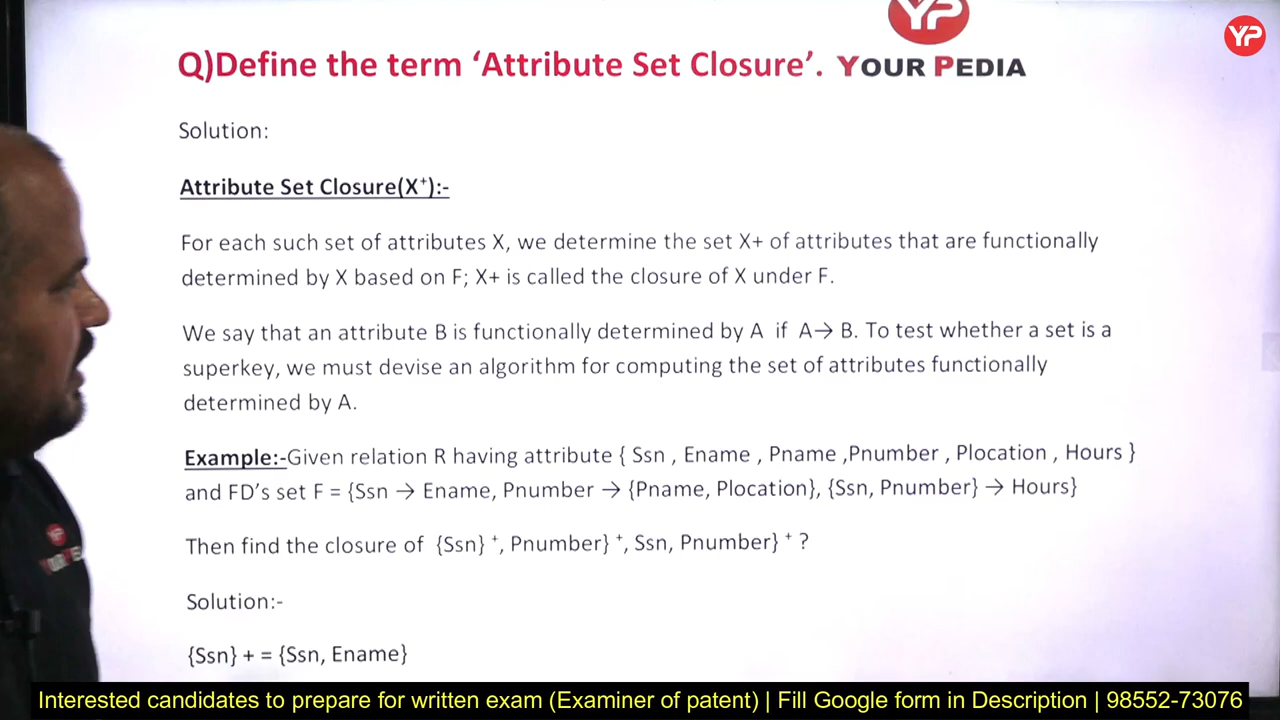 YP
YP
Q)Define the term ‘Attribute Set Closure’. YOUR PEDIA
Solution:
Attribute Set Closure(X⁺):-
For each such set of attributes X, we determine the set X+ of attributes that are functionally
determined by X based on F; X+ is called the closure of X under F.
We say that an attribute B is functionally determined by A if A→ B. To test whether a set is a
superkey, we must devise an algorithm for computing the set of attributes functionally
determined by A.
Example:-Given relation R having attribute { Ssn , Ename , Pname ,Pnumber , Plocation , Hours }
and FD’s set F = {Ssn → Ename, Pnumber → {Pname, Plocation}, {Ssn, Pnumber} → Hours}
Then find the closure of {Ssn} ⁺, Pnumber} ⁺, Ssn, Pnumber} ⁺ ?
Solution:-
{Ssn} + = {Ssn, Ename}
Interested candidates to prepare for written exam (Examiner of patent) | Fill Google form in Description | 98552-73076